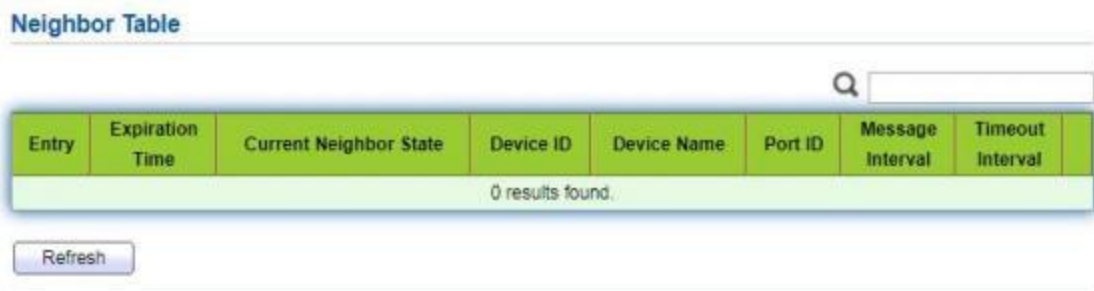 Neighbor Table
Entry Expiration Time Current Neighbor State Device ID Device Name Port ID Message Interval Timeout Interval
0 results found.
Refresh